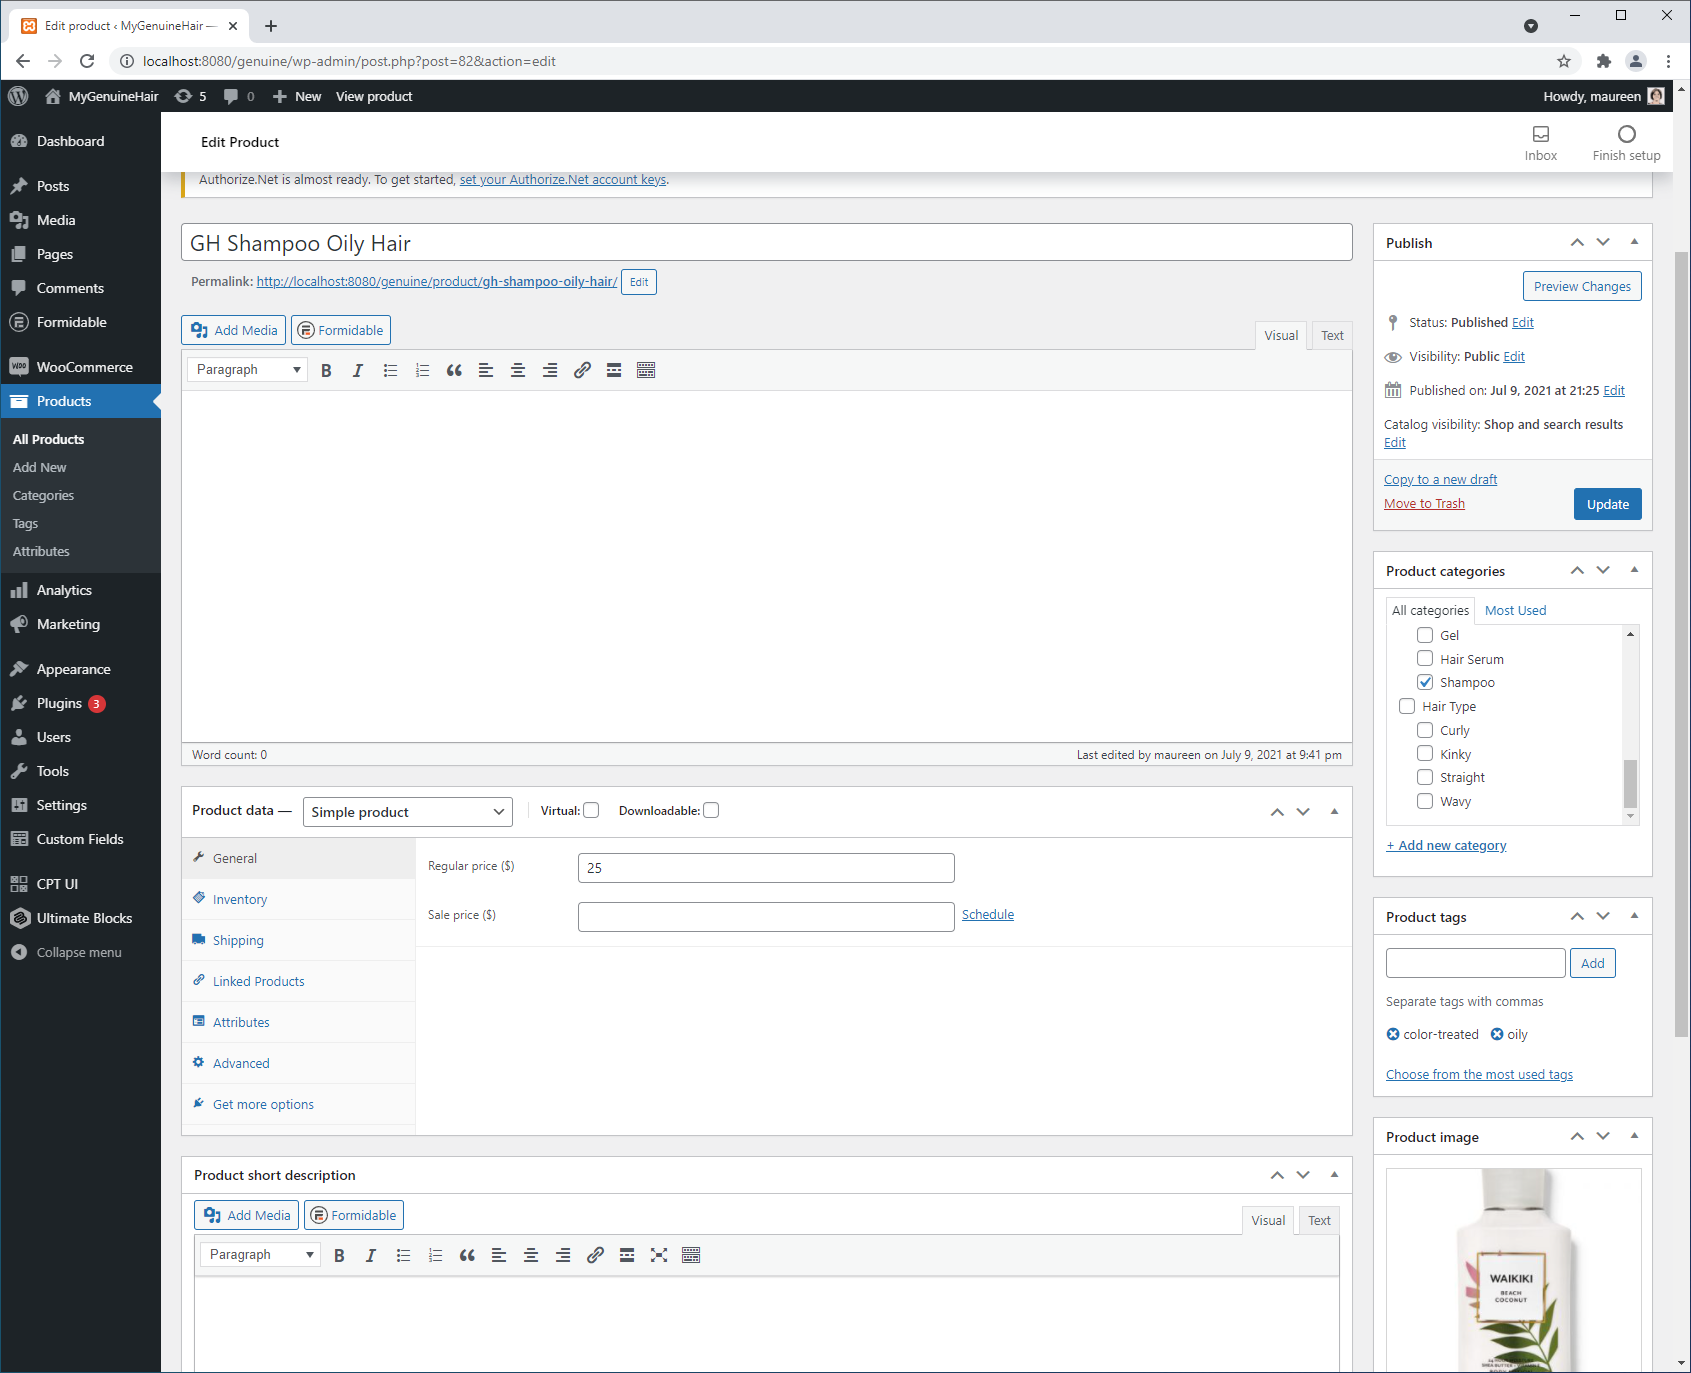 Edit product ‹ MyGenuineHair —
localhost:8080/genuine/wp-admin/post.php?post=82&action=edit
MyGenuineHair 5 0 New View product Howdy, maureen
Edit Product
Inbox
Finish setup
Dashboard
Posts
Media
Pages
Comments
Formidable
WooCommerce
Products
All Products
Add New
Categories
Tags
Attributes
Analytics
Marketing
Appearance
Plugins 3
Users
Tools
Settings
Custom Fields
CPT UI
Ultimate Blocks
Collapse menu
Authorize.Net is almost ready. To get started, set your Authorize.Net account keys.
GH Shampoo Oily Hair
Permalink: http://localhost:8080/genuine/product/gh-shampoo-oily-hair/ Edit
Add Media Formidable
Visual Text
Paragraph
Word count: 0
Last edited by maureen on July 9, 2021 at 9:41 pm
Product data — Simple product Virtual: Downloadable:
General
Inventory
Shipping
Linked Products
Attributes
Advanced
Get more options
Regular price ($) 25
Sale price ($) Schedule
Product short description
Add Media Formidable
Visual Text
Paragraph
Publish
Preview Changes
Status: Published Edit
Visibility: Public Edit
Published on: Jul 9, 2021 at 21:25 Edit
Catalog visibility: Shop and search results
Edit
Copy to a new draft
Move to Trash
Update
Product categories
All categories Most Used
Gel
Hair Serum
Shampoo
Hair Type
Curly
Kinky
Straight
Wavy
+ Add new category
Product tags
Add
Separate tags with commas
color-treated oily
Choose from the most used tags
Product image
WAIKIKI
BEACH
COCONUT